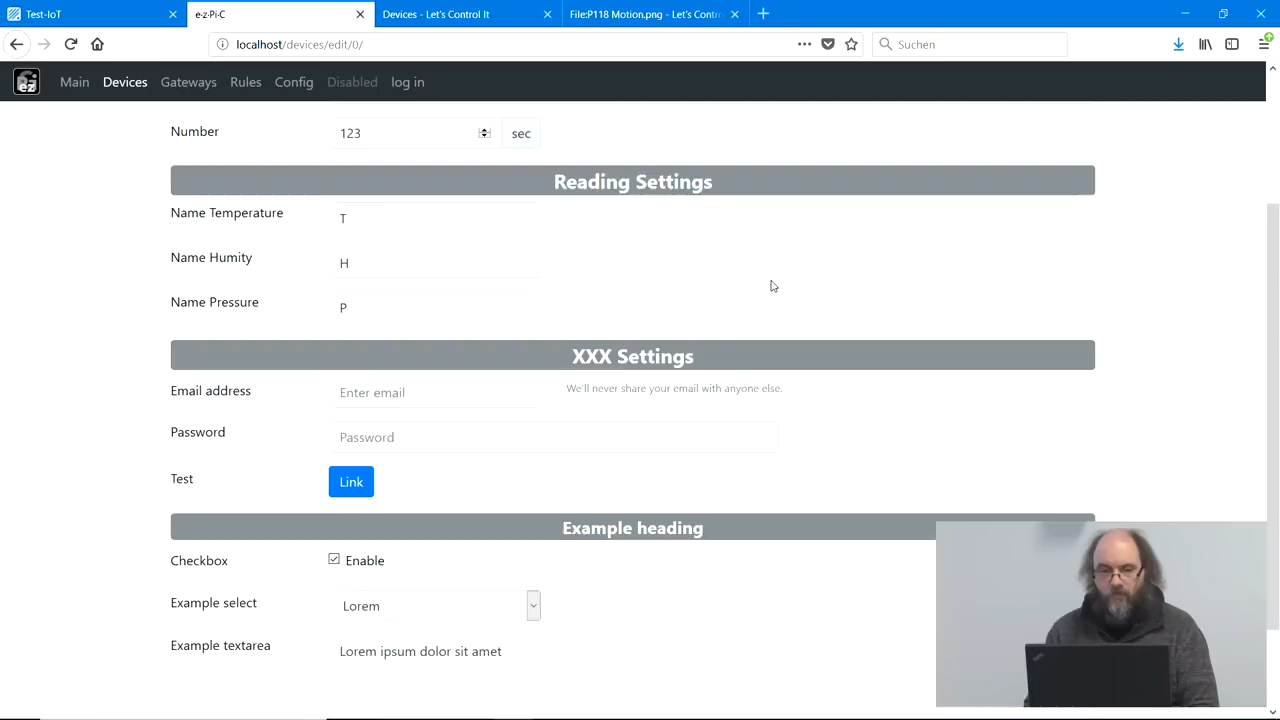 Test-IoT
e-z-Pi-C
Devices - Let's Control It
File:P118 Motion.png - Let's Contr
localhost/devices/edit/0/
Suchen
ez
Main
Devices
Gateways
Rules
Config
Disabled
log in
Number
123
sec
Reading Settings
Name Temperature
T
Name Humity
H
Name Pressure
P
XXX Settings
Email address
Enter email
We'll never share your email with anyone else.
Password
Password
Test
Link
Example heading
Checkbox
Enable
Example select
Lorem
Example textarea
Lorem ipsum dolor sit amet